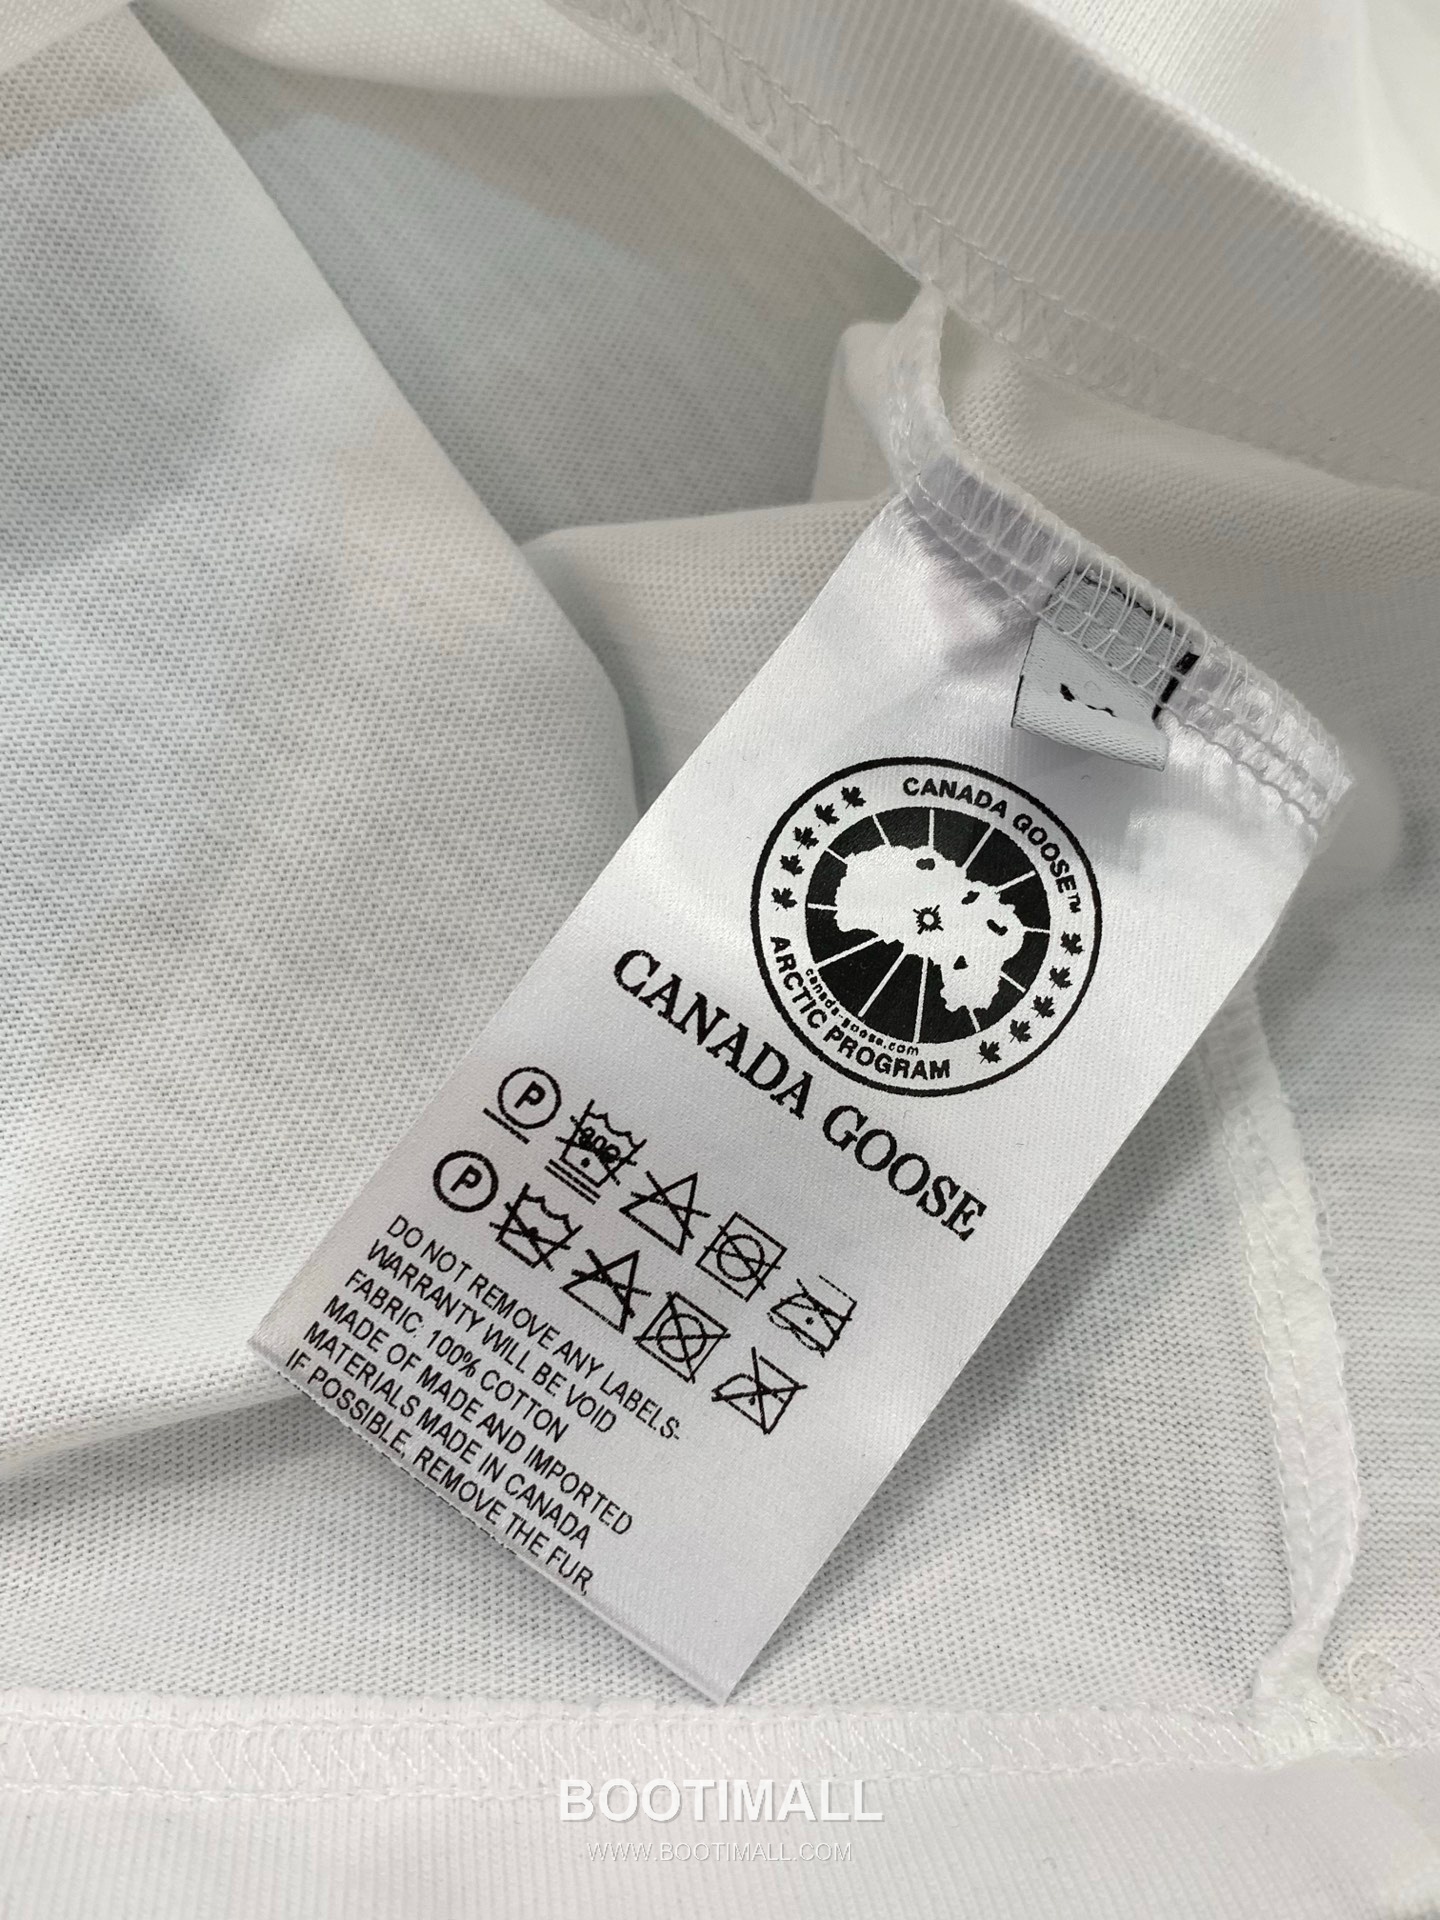 CANADA GOOSE™
ARCTIC PROGRAM
canada-goose.com
CANADA GOOSE
P
P
DO NOT REMOVE ANY LABELS-
WARRANTY WILL BE VOID
FABRIC: 100% COTTON
MADE OF MADE AND IMPORTED
MATERIALS MADE IN CANADA
IF POSSIBLE, REMOVE THE FUR,
BOOTIMALL
WWW.BOOTIMALL.COM